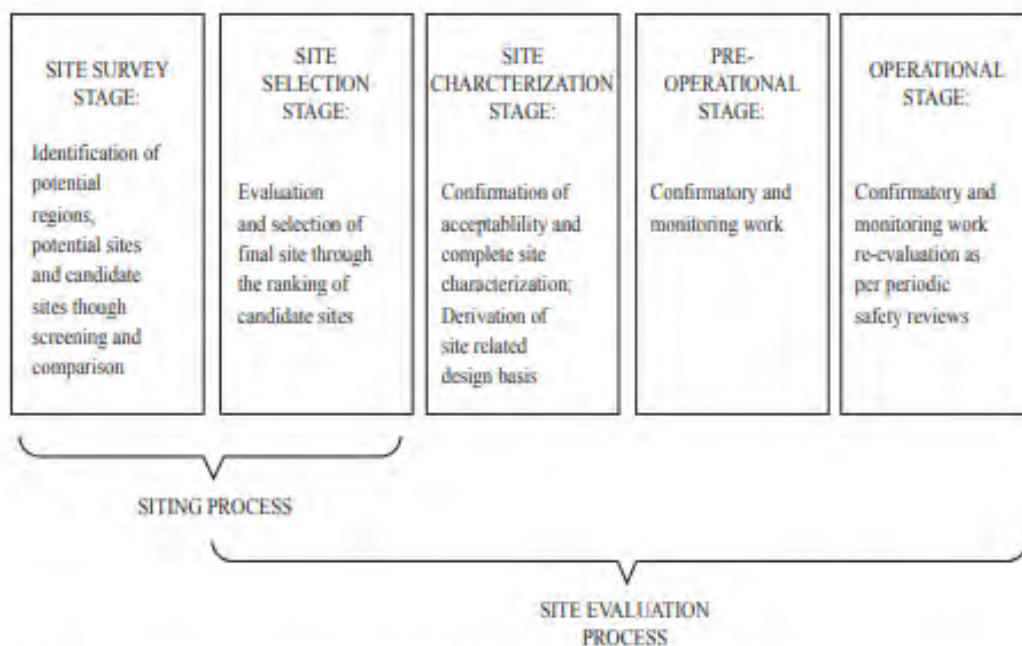 SITE SURVEY
STAGE:
Identification of
potential
regions,
potential sites
and candidate
sites though
screening and
comparison
SITE
SELECTION
STAGE:
Evaluation
and selection of
final site through
the ranking of
candidate sites
SITE
CHARCTERIZATION
STAGE:
Confirmation of
acceptablility and
complete site
characterization;
Derivation of
site related
design basis
PRE-
OPERATIONAL
STAGE:
Confirmatory and
monitoring work
OPERATIONAL
STAGE:
Confirmatory and
monitoring work
re-evaluation as
per periodic
safety reviews
SITING PROCESS
SITE EVALUATION
PROCESS